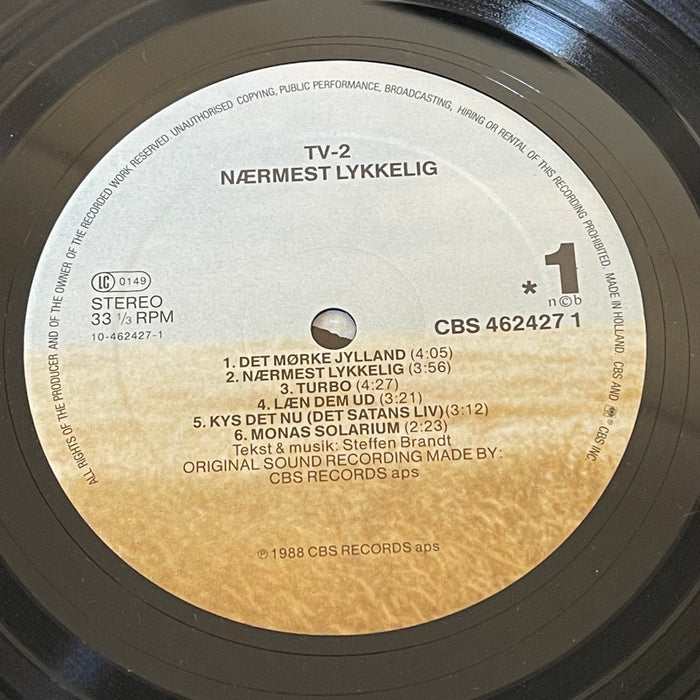 ALL RIGHTS OF THE PRODUCER AND OF THE OWNER OF THE RECORDED WORK RESERVED. UNAUTHORISED COPYING, PUBLIC PERFORMANCE, BROADCASTING, HIRING OR RENTAL OF THIS RECORDING PROHIBITED. MADE IN HOLLAND. CBS AND ® CBS INC.
TV-2
NÆRMEST LYKKELIG
LC 0149
STEREO
33 ⅓ RPM
10-462427-1
* 1
n©b
CBS 462427 1
1. DET MØRKE JYLLAND (4:05)
2. NÆRMEST LYKKELIG (3:56)
3. TURBO (4:27)
4. LÆN DEM UD (3:21)
5. KYS DET NU (DET SATANS LIV) (3:12)
6. MONAS SOLARIUM (2:23)
Tekst & musik: Steffen Brandt
ORIGINAL SOUND RECORDING MADE BY:
CBS RECORDS aps
℗ 1988 CBS RECORDS aps